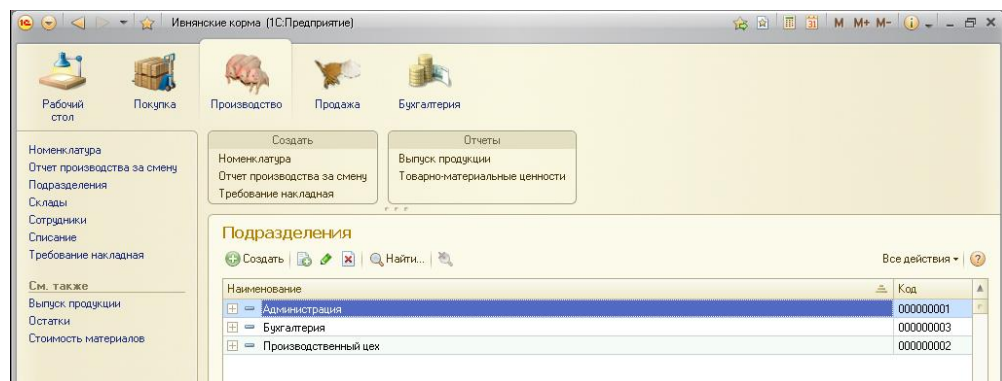 Ивнянские корма (1С:Предприятие)
M M+ M-
Рабочий стол
Покупка
Производство
Продажа
Бухгалтерия
Номенклатура
Отчет производства за смену
Подразделения
Склады
Сотрудники
Списание
Требование накладная
См. также
Выпуск продукции
Остатки
Стоимость материалов
Создать
Номенклатура
Отчет производства за смену
Требование накладная
Отчеты
Выпуск продукции
Товарно-материальные ценности
Подразделения
Создать Найти... Все действия
Наименование Код
Администрация 000000001
Бухгалтерия 000000003
Производственный цех 000000002